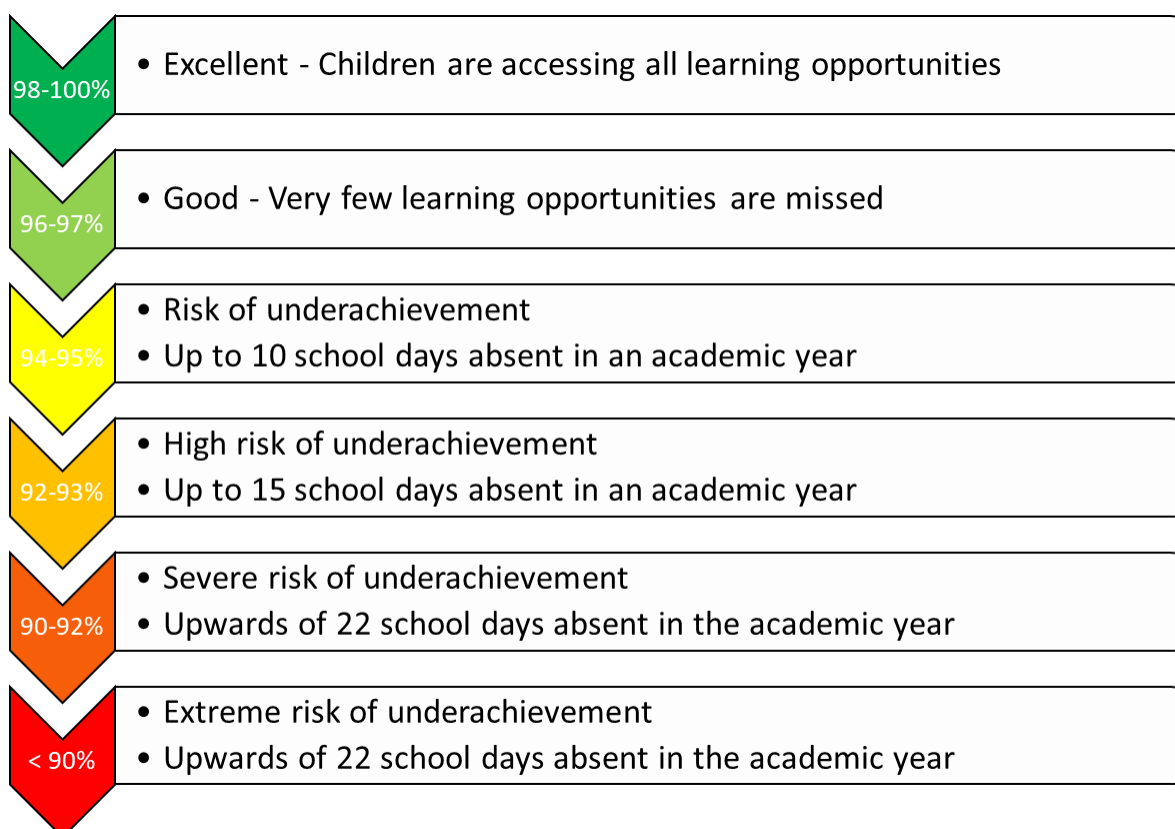 98-100%
• Excellent - Children are accessing all learning opportunities
96-97%
• Good - Very few learning opportunities are missed
94-95%
• Risk of underachievement
• Up to 10 school days absent in an academic year
92-93%
• High risk of underachievement
• Up to 15 school days absent in an academic year
90-92%
• Severe risk of underachievement
• Upwards of 22 school days absent in the academic year
< 90%
• Extreme risk of underachievement
• Upwards of 22 school days absent in the academic year